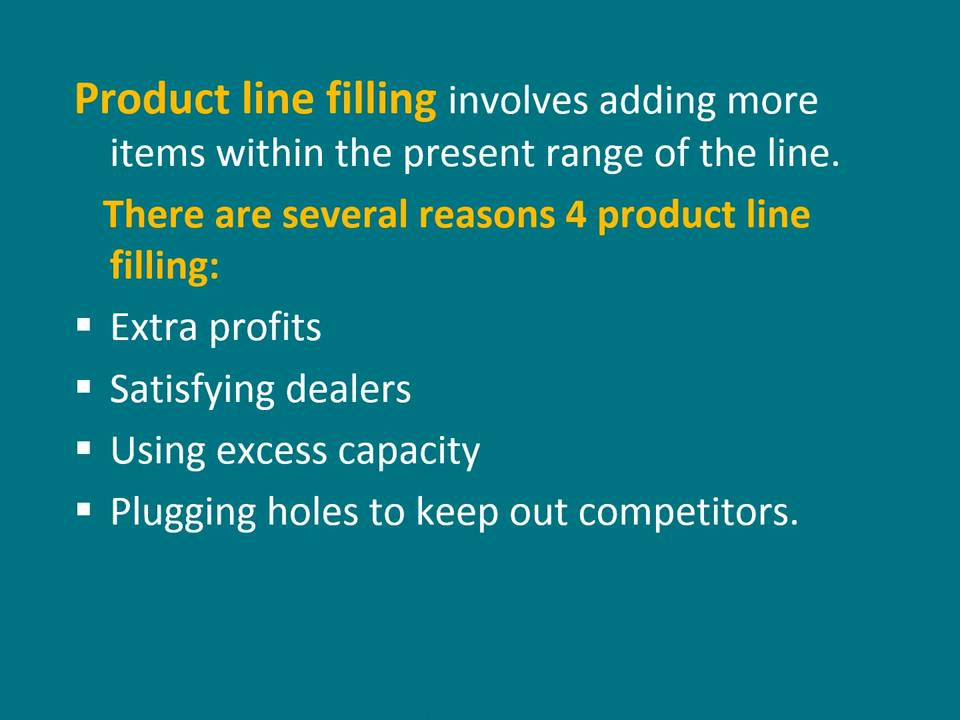 Product line filling involves adding more
items within the present range of the line.
There are several reasons 4 product line
filling:
▪ Extra profits
▪ Satisfying dealers
▪ Using excess capacity
▪ Plugging holes to keep out competitors.